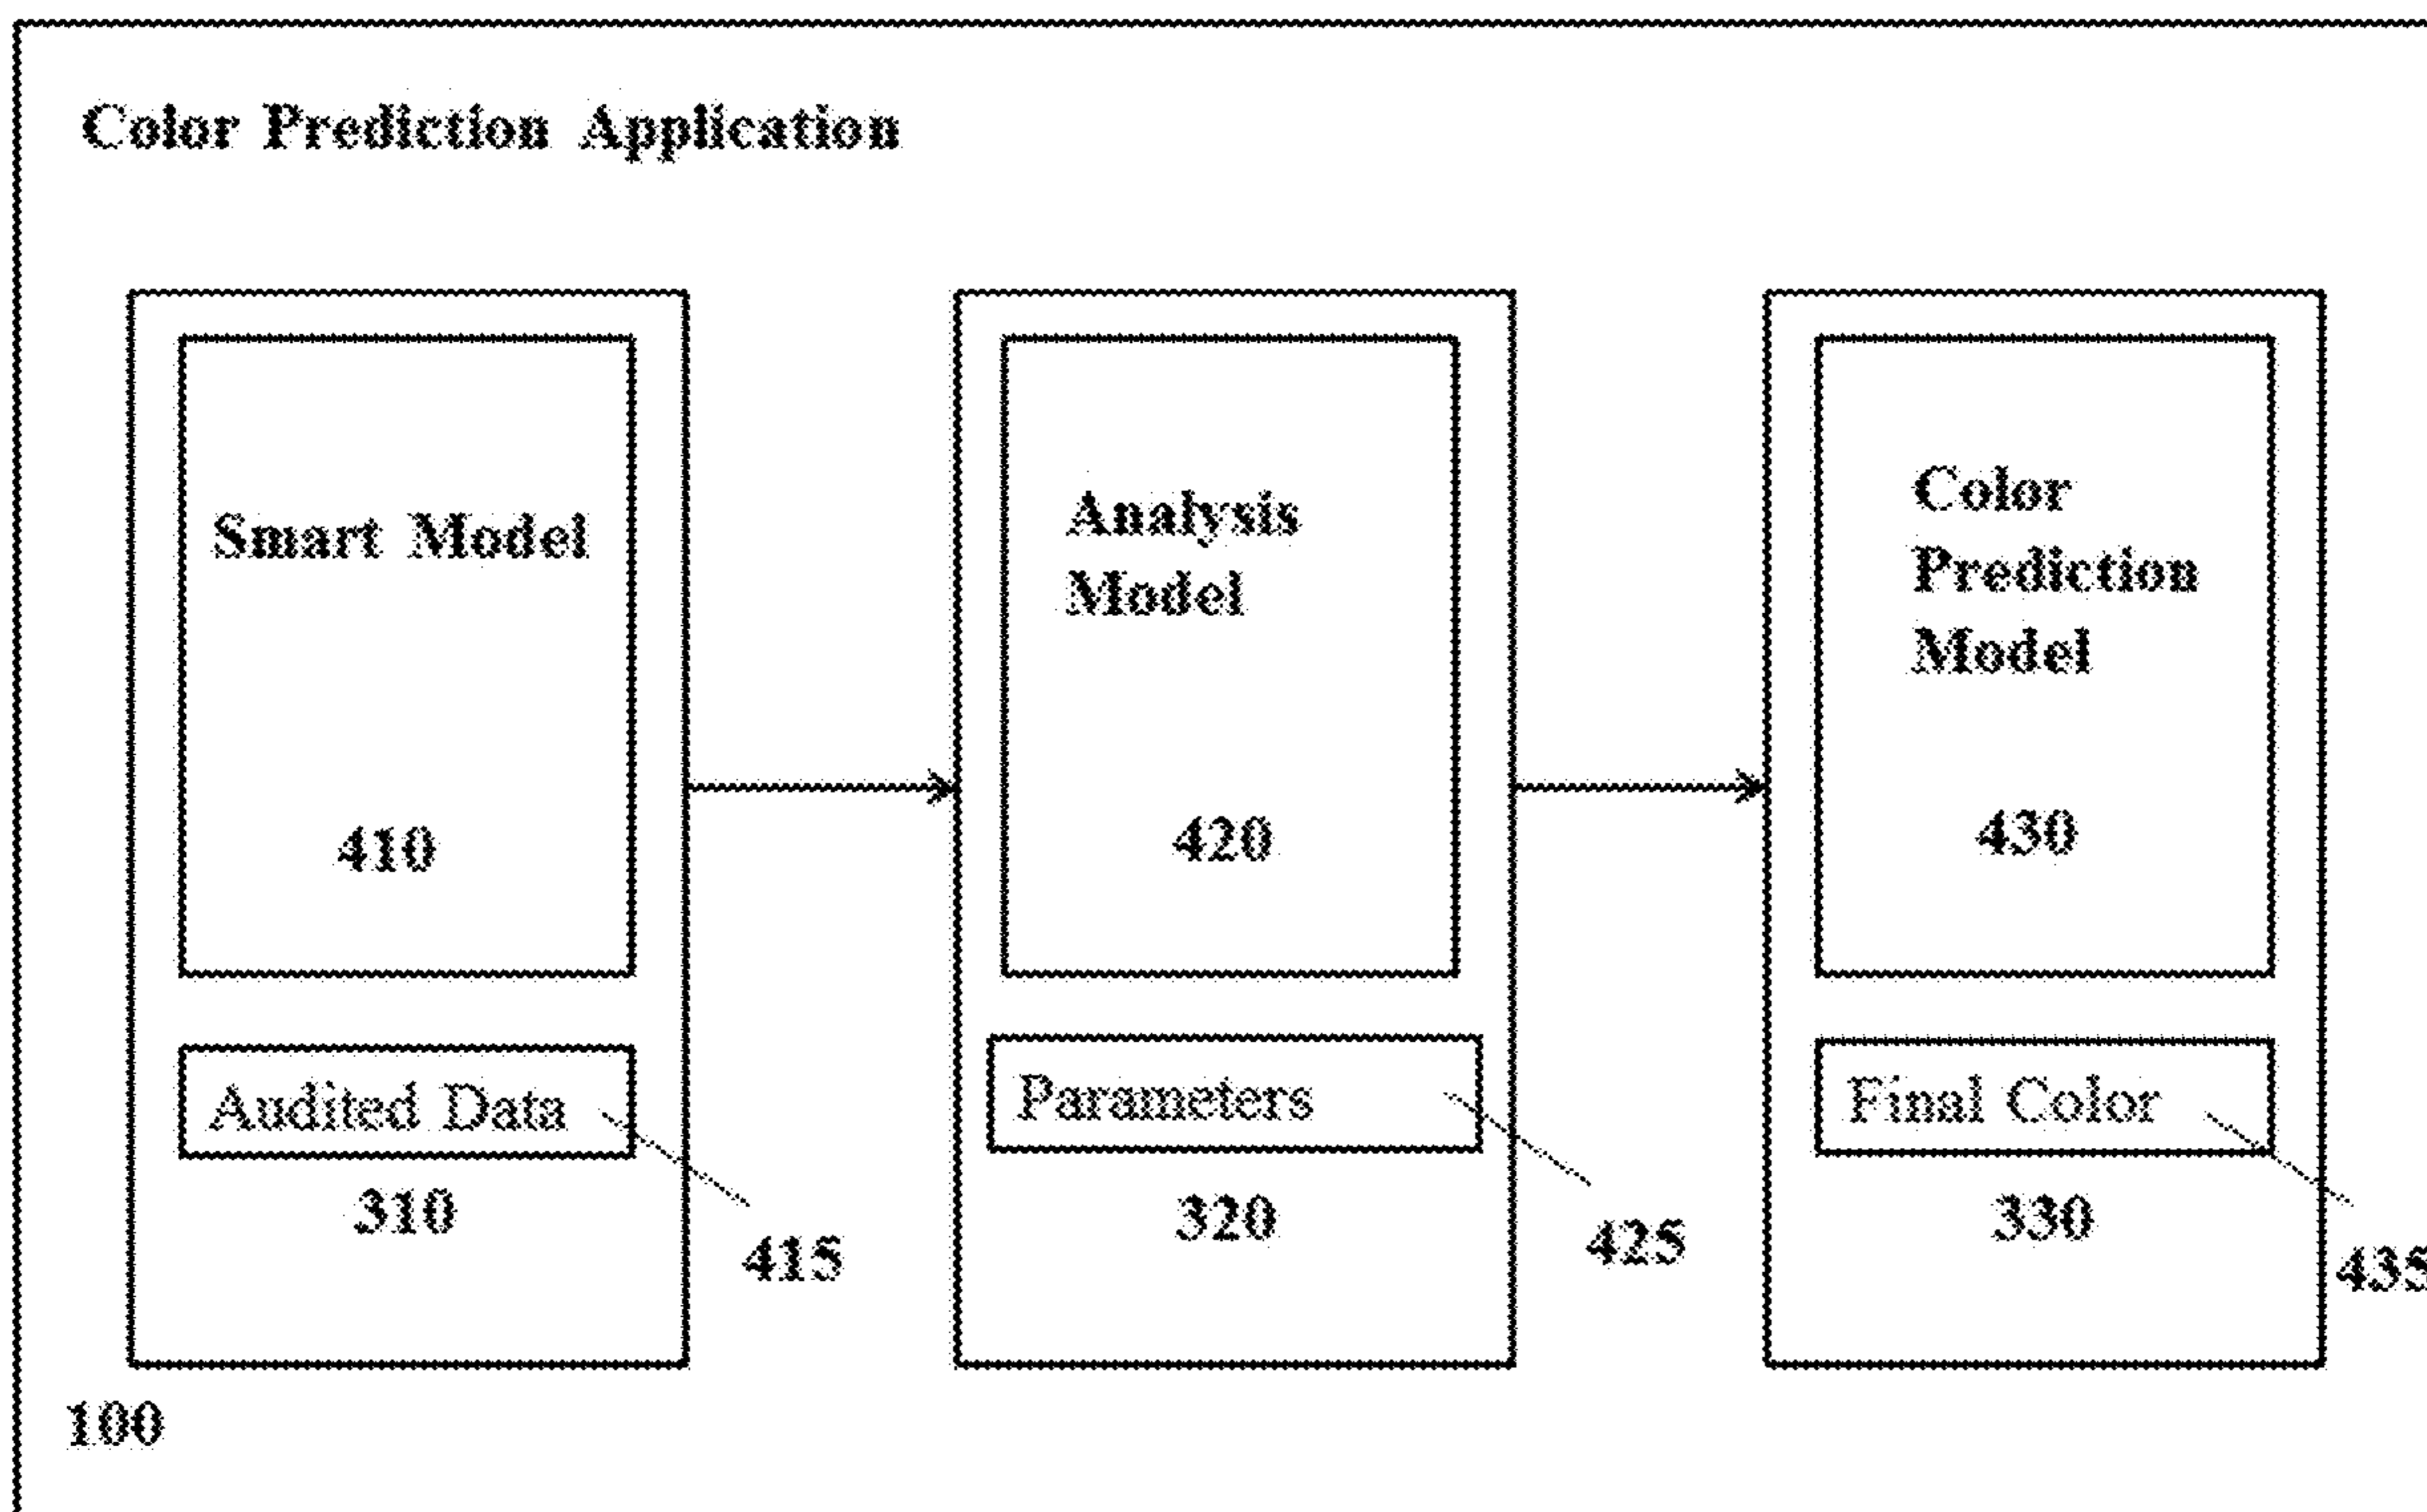 Color Prediction Application
Smart Model
410
Audited Data
310
415
Analysis
Model
420
Parameters
320
425
Color
Prediction
Model
430
Final Color
330
435
100